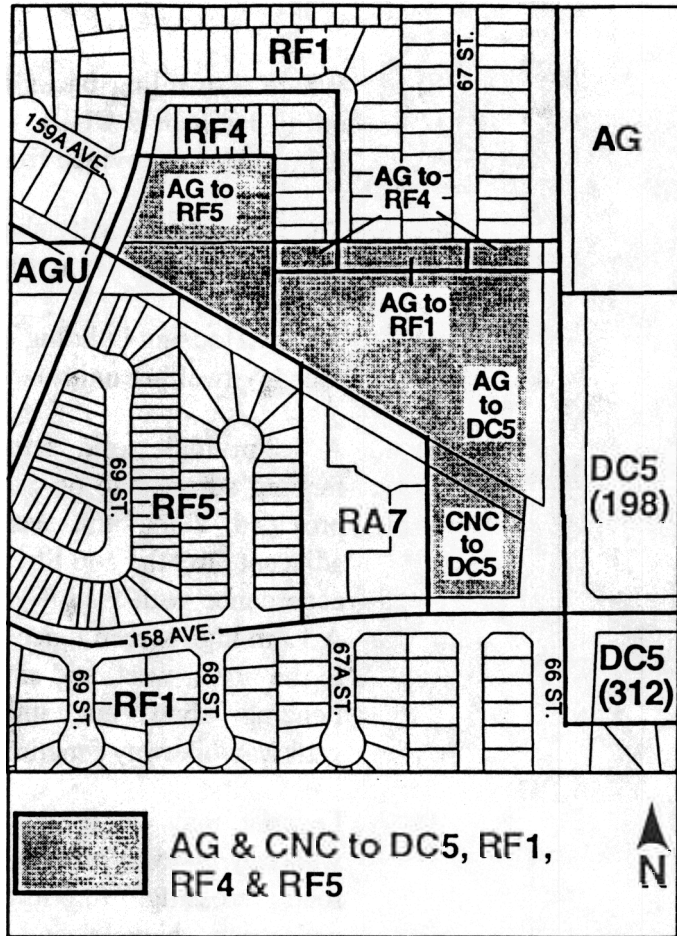 RF1
67 ST.
159A AVE.
RF4
AG
AG to
RF5
AG to
RF4
AGU
AG to
RF1
AG
to
DC5
69 ST.
RF5
RA7
CNC
to
DC5
DC5
(198)
158 AVE.
69 ST.
RF1
68 ST.
67A ST.
66 ST.
DC5
(312)
AG & CNC to DC5, RF1,
RF4 & RF5
N